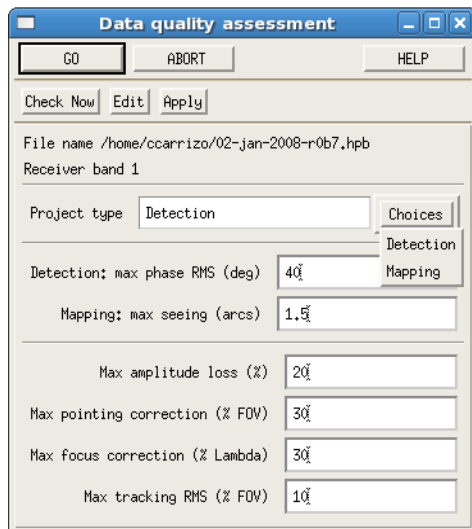 Data quality assessment
GO ABORT HELP
Check Now Edit Apply
File name /home/ccarrizo/02-jan-2008-r0b7.hpb
Receiver band 1
Project type Detection Choices
Detection
Mapping
Detection: max phase RMS (deg) 40
Mapping: max seeing (arcs) 1.5
Max amplitude loss (%) 20
Max pointing correction (% FOV) 30
Max focus correction (% Lambda) 30
Max tracking RMS (% FOV) 10